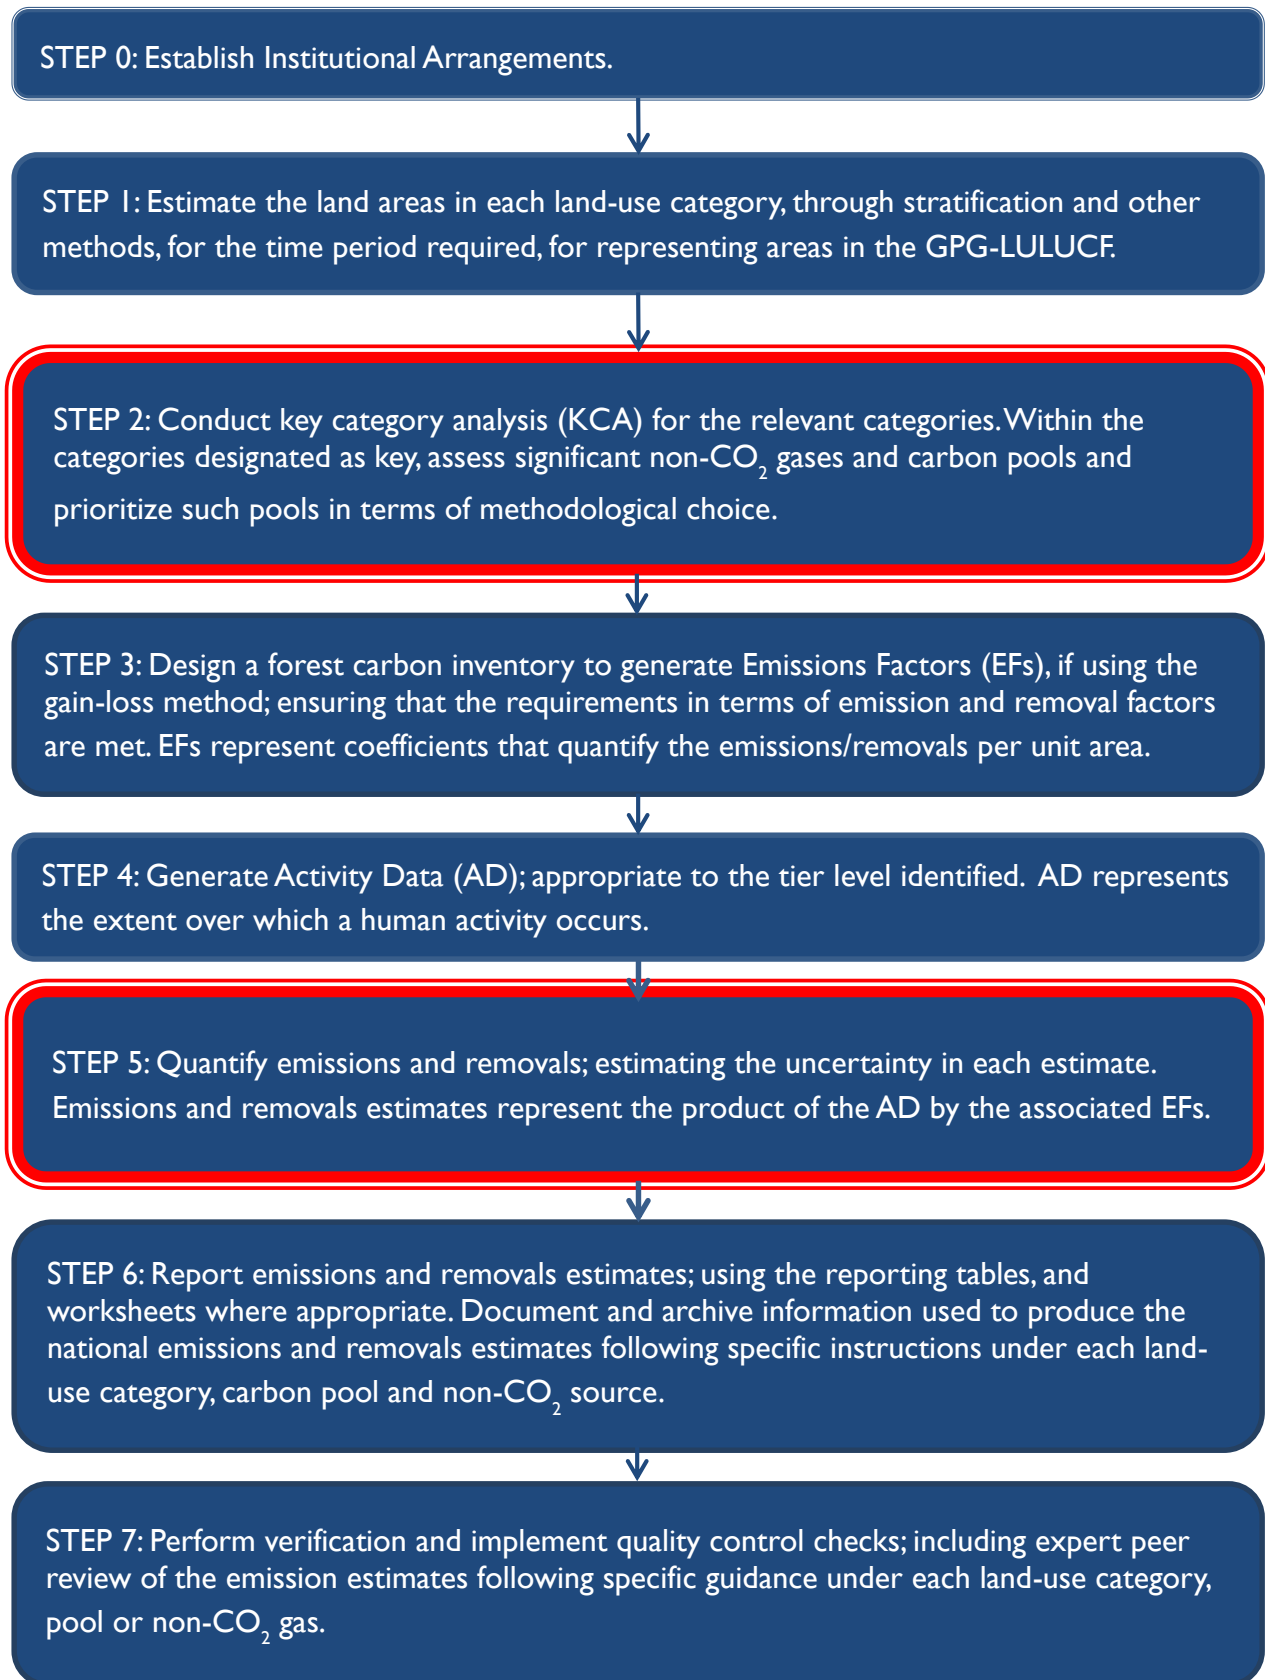 STEP 0: Establish Institutional Arrangements.
STEP 1: Estimate the land areas in each land-use category, through stratification and other
methods, for the time period required, for representing areas in the GPG-LULUCF.
STEP 2: Conduct key category analysis (KCA) for the relevant categories. Within the
categories designated as key, assess significant non-CO₂ gases and carbon pools and
prioritize such pools in terms of methodological choice.
STEP 3: Design a forest carbon inventory to generate Emissions Factors (EFs), if using the
gain-loss method; ensuring that the requirements in terms of emission and removal factors
are met. EFs represent coefficients that quantify the emissions/removals per unit area.
STEP 4: Generate Activity Data (AD); appropriate to the tier level identified. AD represents
the extent over which a human activity occurs.
STEP 5: Quantify emissions and removals; estimating the uncertainty in each estimate.
Emissions and removals estimates represent the product of the AD by the associated EFs.
STEP 6: Report emissions and removals estimates; using the reporting tables, and
worksheets where appropriate. Document and archive information used to produce the
national emissions and removals estimates following specific instructions under each land-
use category, carbon pool and non-CO₂ source.
STEP 7: Perform verification and implement quality control checks; including expert peer
review of the emission estimates following specific guidance under each land-use category,
pool or non-CO₂ gas.